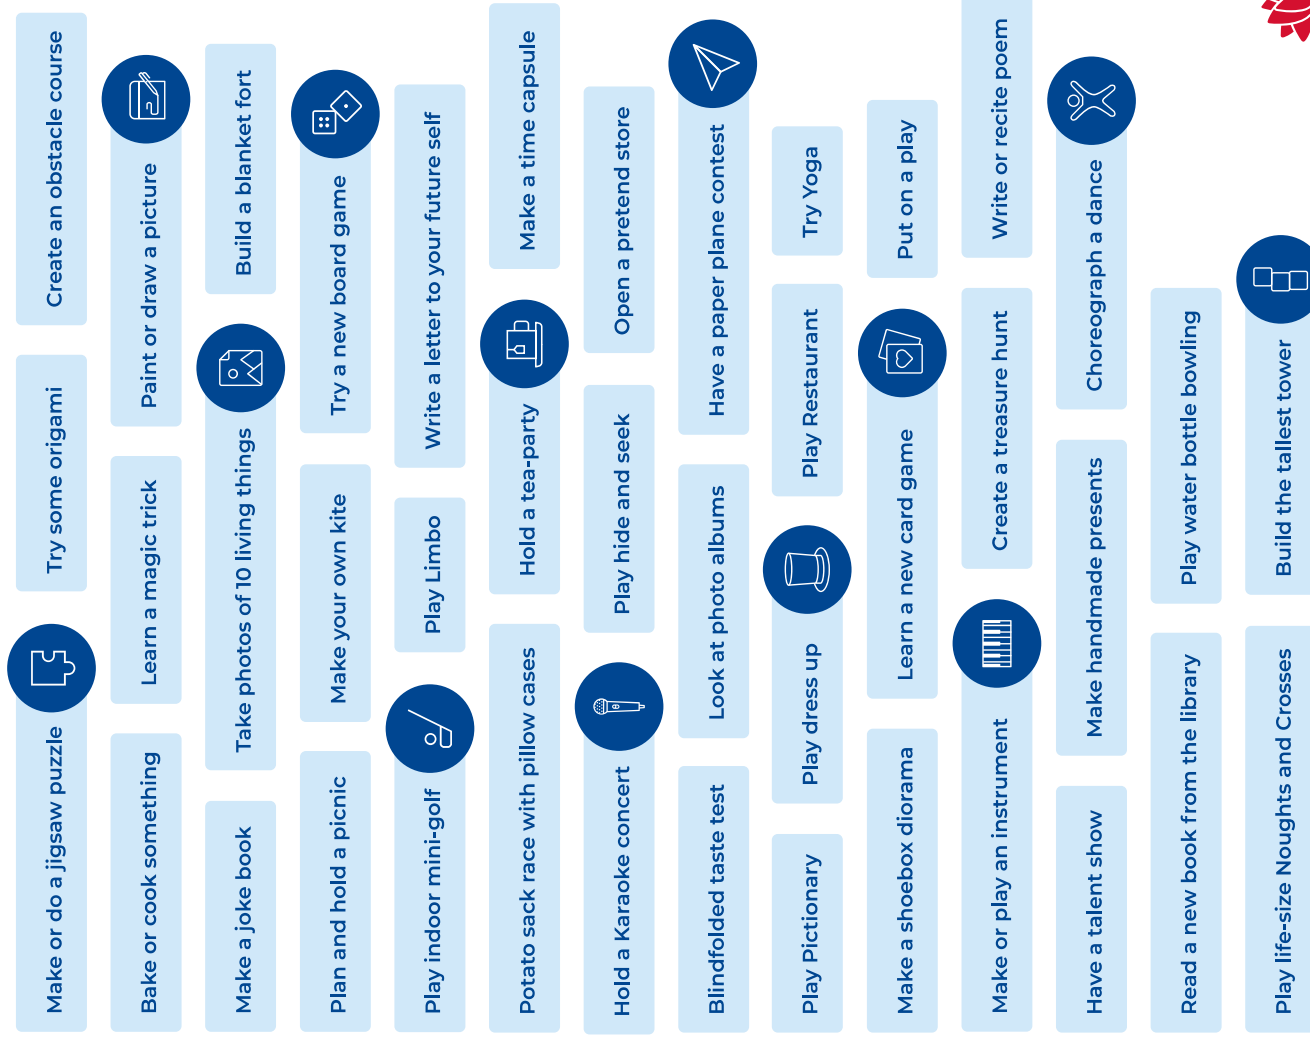 Make or do a jigsaw puzzle
Try some origami
Create an obstacle course
Bake or cook something
Learn a magic trick
Paint or draw a picture
Make a joke book
Take photos of 10 living things
Build a blanket fort
Plan and hold a picnic
Make your own kite
Try a new board game
Play indoor mini-golf
Play Limbo
Write a letter to your future self
Potato sack race with pillow cases
Hold a tea-party
Make a time capsule
Hold a Karaoke concert
Play hide and seek
Open a pretend store
Blindfolded taste test
Look at photo albums
Have a paper plane contest
Play Pictionary
Play dress up
Play Restaurant
Try Yoga
Make a shoebox diorama
Learn a new card game
Put on a play
Make or play an instrument
Create a treasure hunt
Write or recite poem
Have a talent show
Make handmade presents
Choreograph a dance
Read a new book from the library
Play water bottle bowling
Play life-size Noughts and Crosses
Build the tallest tower